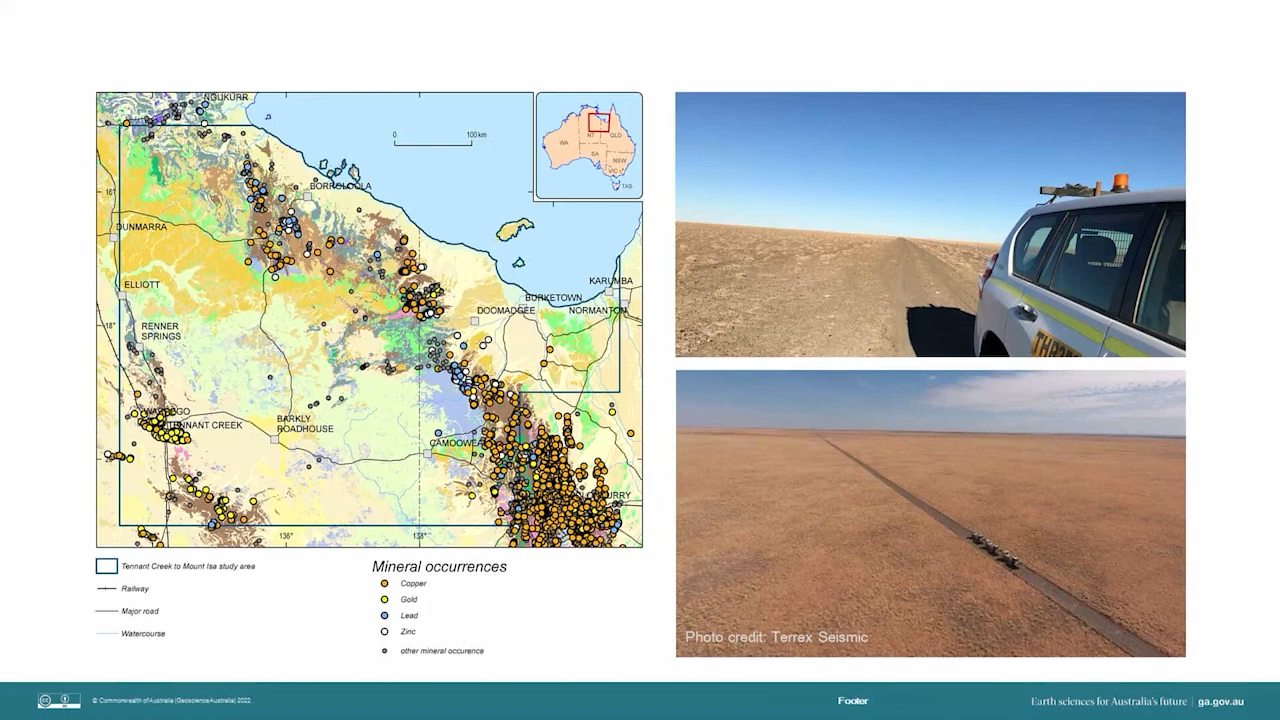 NGUKURR
0 100 km
NT QLD
WA
SA
NSW
VIC
TAS
16°
BORROLOOLA
DUNMARRA
ELLIOTT
KARUMBA
BURKETOWN
DOOMADGEE
NORMANTON
18°
RENNER
SPRINGS
TENNANT CREEK
BARKLY
ROADHOUSE
136°
138°
Tennant Creek to Mount Isa study area
Railway
Major road
Watercourse
Mineral occurrences
Copper
Gold
Lead
Zinc
other mineral occurence
Photo credit: Terrex Seismic
© Commonwealth of Australia (Geoscience Australia) 2022
Footer
Earth sciences for Australia's future | ga.gov.au